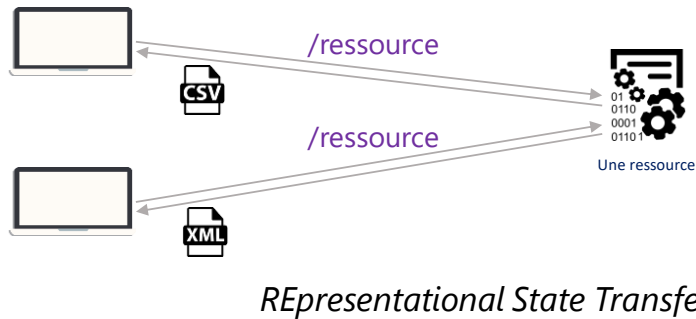 /ressource
CSV
01
0110
0001
01101
/ressource
Une ressource
XML
REpresentational State Transfe